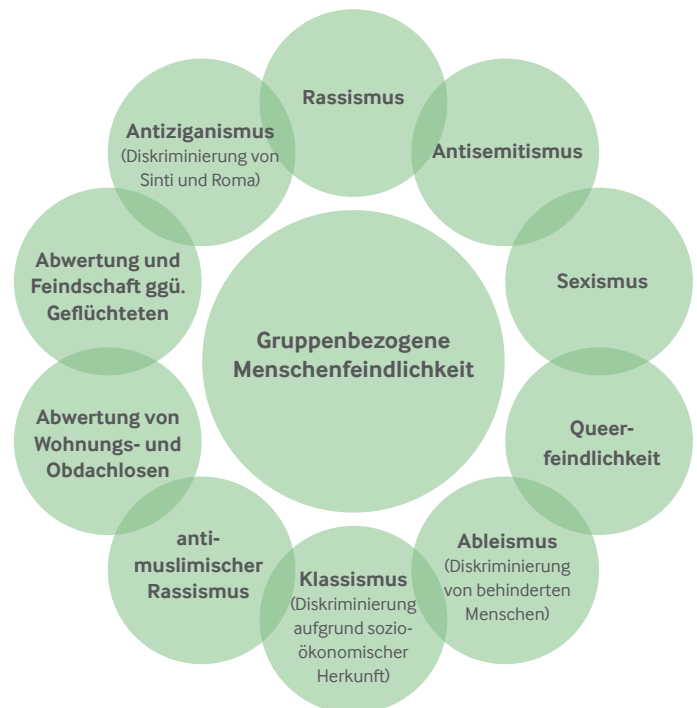 Rassismus
Antisemitismus
Sexismus
Queer-
feindlichkeit
Ableismus
(Diskriminierung
von behinderten
Menschen)
Klassismus
(Diskriminierung
aufgrund sozio-
ökonomischer
Herkunft)
anti-
muslimischer
Rassismus
Abwertung von
Wohnungs- und
Obdachlosen
Abwertung und
Feindschaft ggü.
Geflüchteten
Antiziganismus
(Diskriminierung von
Sinti und Roma)
Gruppenbezogene
Menschenfeindlichkeit